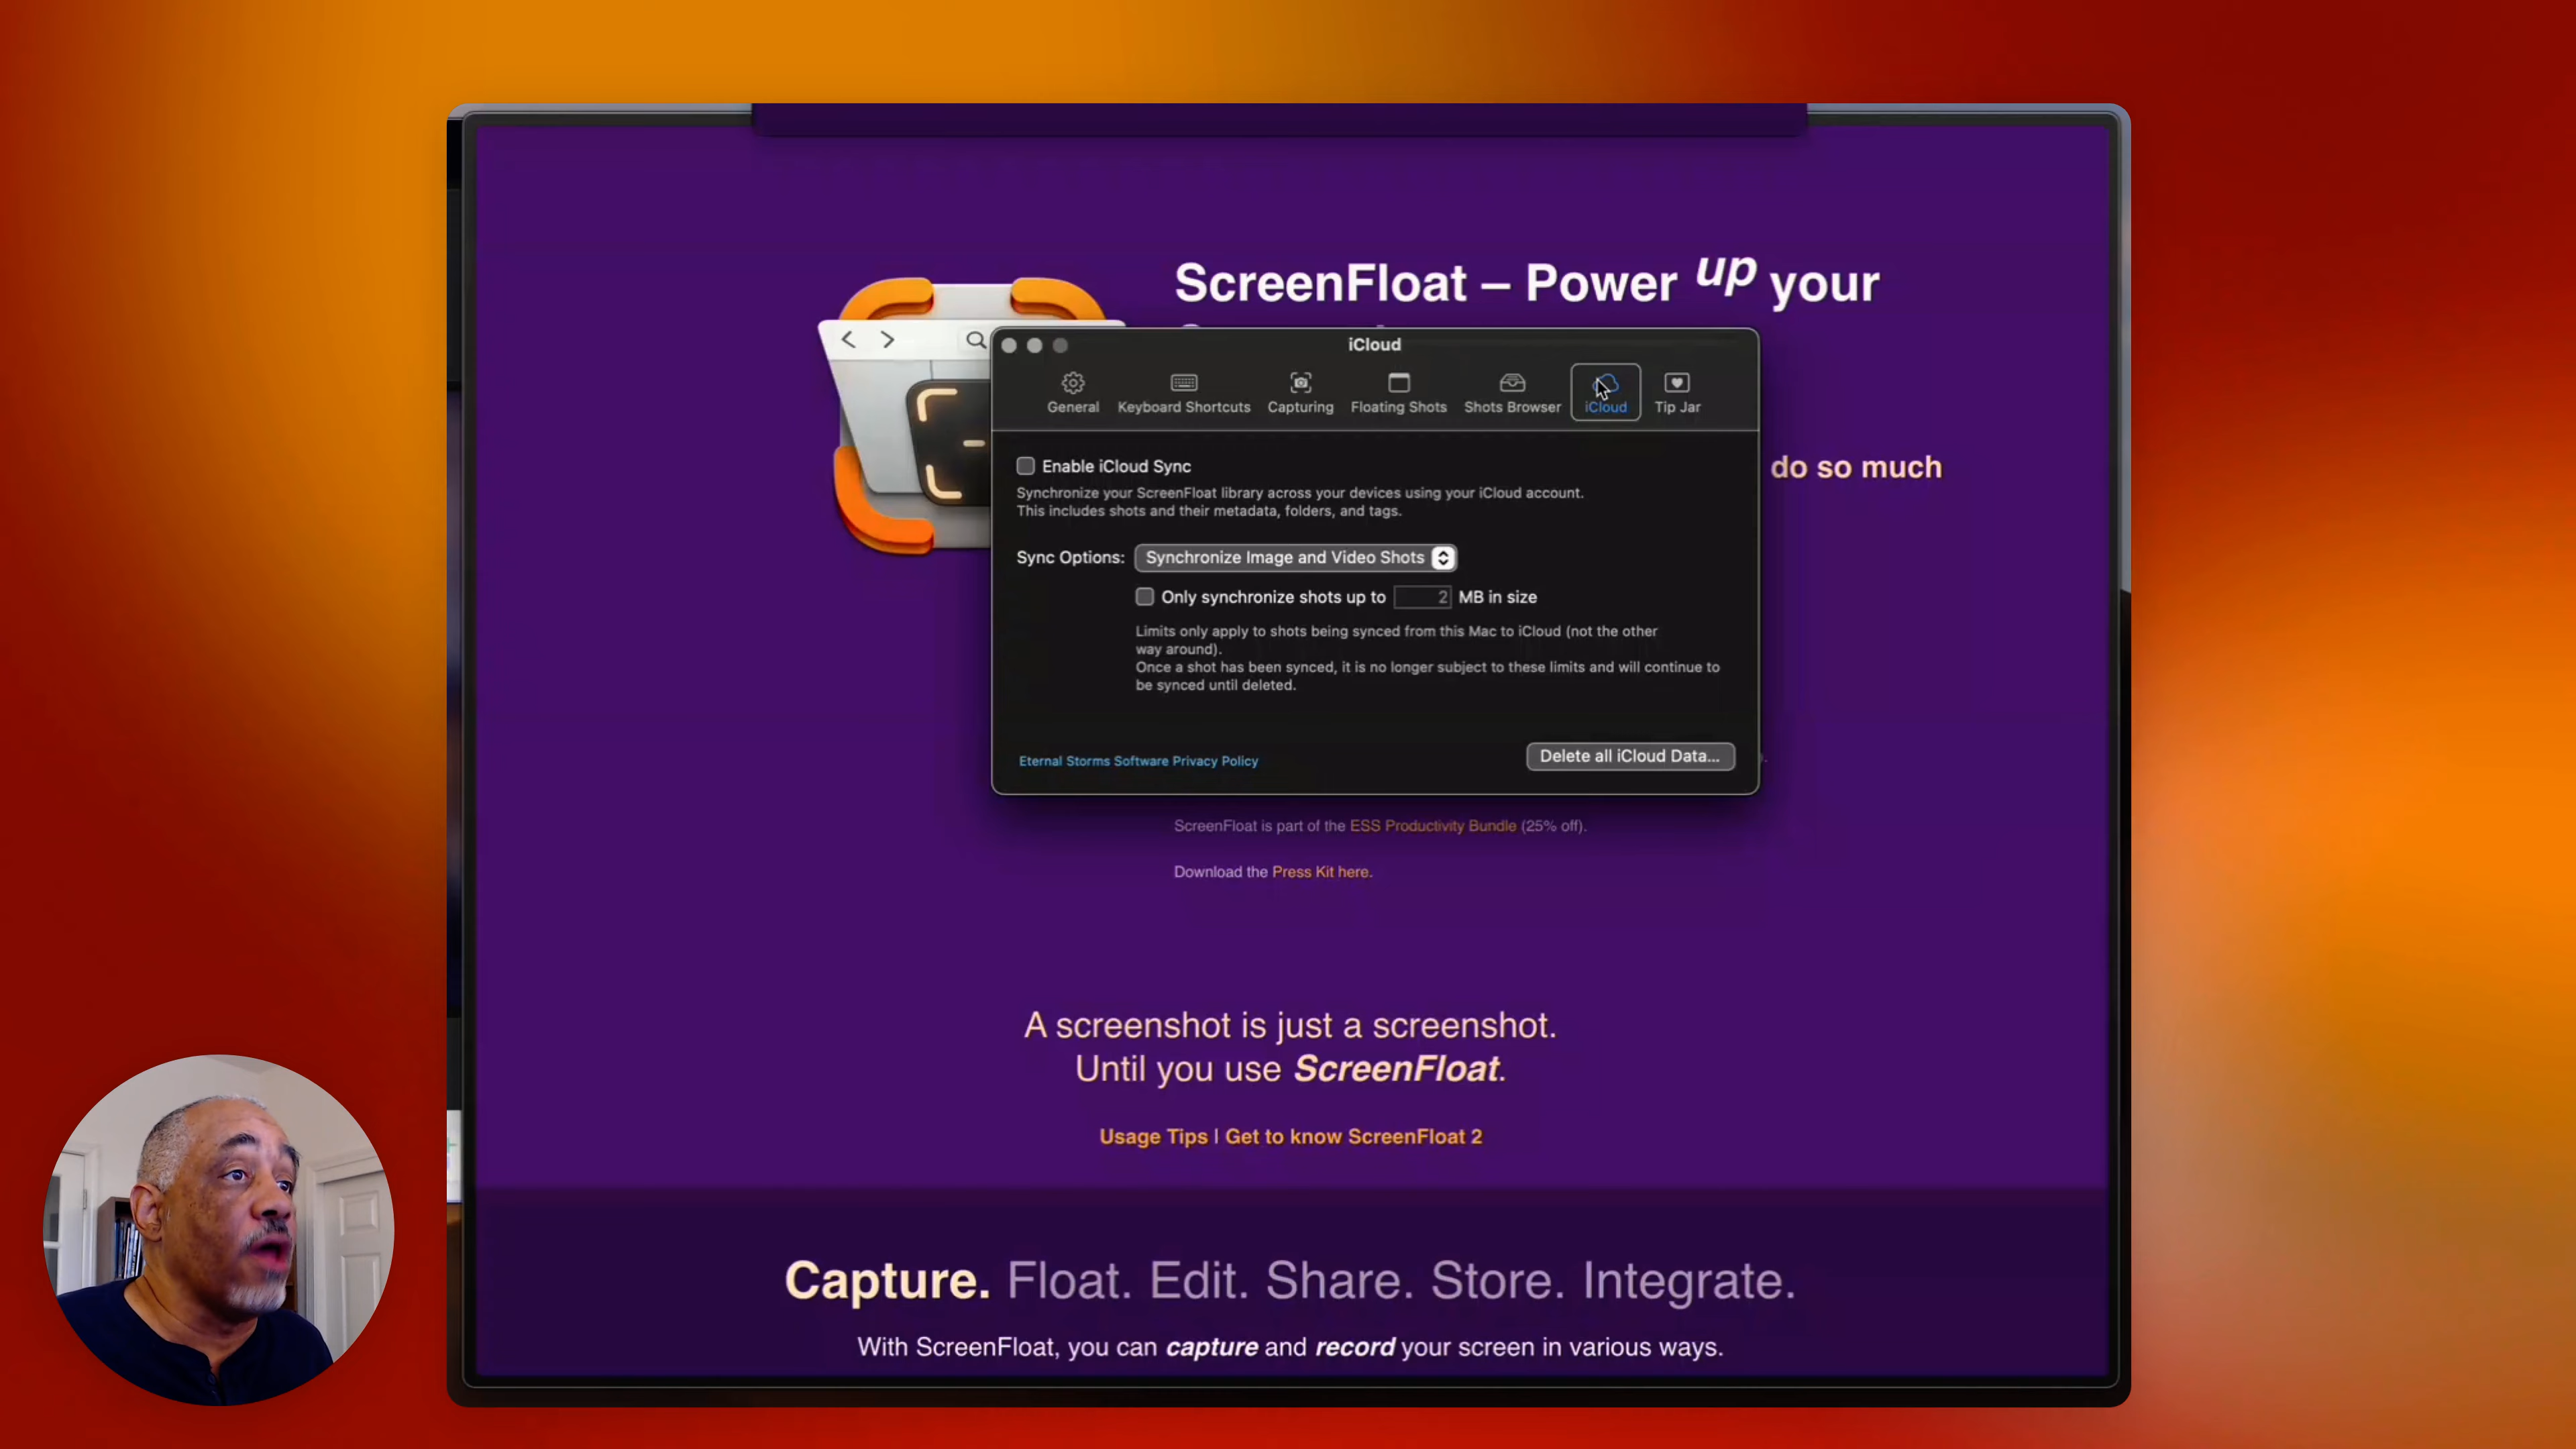 ScreenFloat – Power up your
iCloud
General
Keyboard Shortcuts
Capturing
Floating Shots
Shots Browser
iCloud
Tip Jar
do so much
Enable iCloud Sync
Synchronize your ScreenFloat library across your devices using your iCloud account.
This includes shots and their metadata, folders, and tags.
Sync Options: Synchronize Image and Video Shots
Only synchronize shots up to 2 MB in size
Limits only apply to shots being synced from this Mac to iCloud (not the other
way around).
Once a shot has been synced, it is no longer subject to these limits and will continue to
be synced until deleted.
Eternal Storms Software Privacy Policy
Delete all iCloud Data...
ScreenFloat is part of the ESS Productivity Bundle (25% off).
Download the Press Kit here.
A screenshot is just a screenshot.
Until you use ScreenFloat.
Usage Tips | Get to know ScreenFloat 2
Capture. Float. Edit. Share. Store. Integrate.
With ScreenFloat, you can capture and record your screen in various ways.